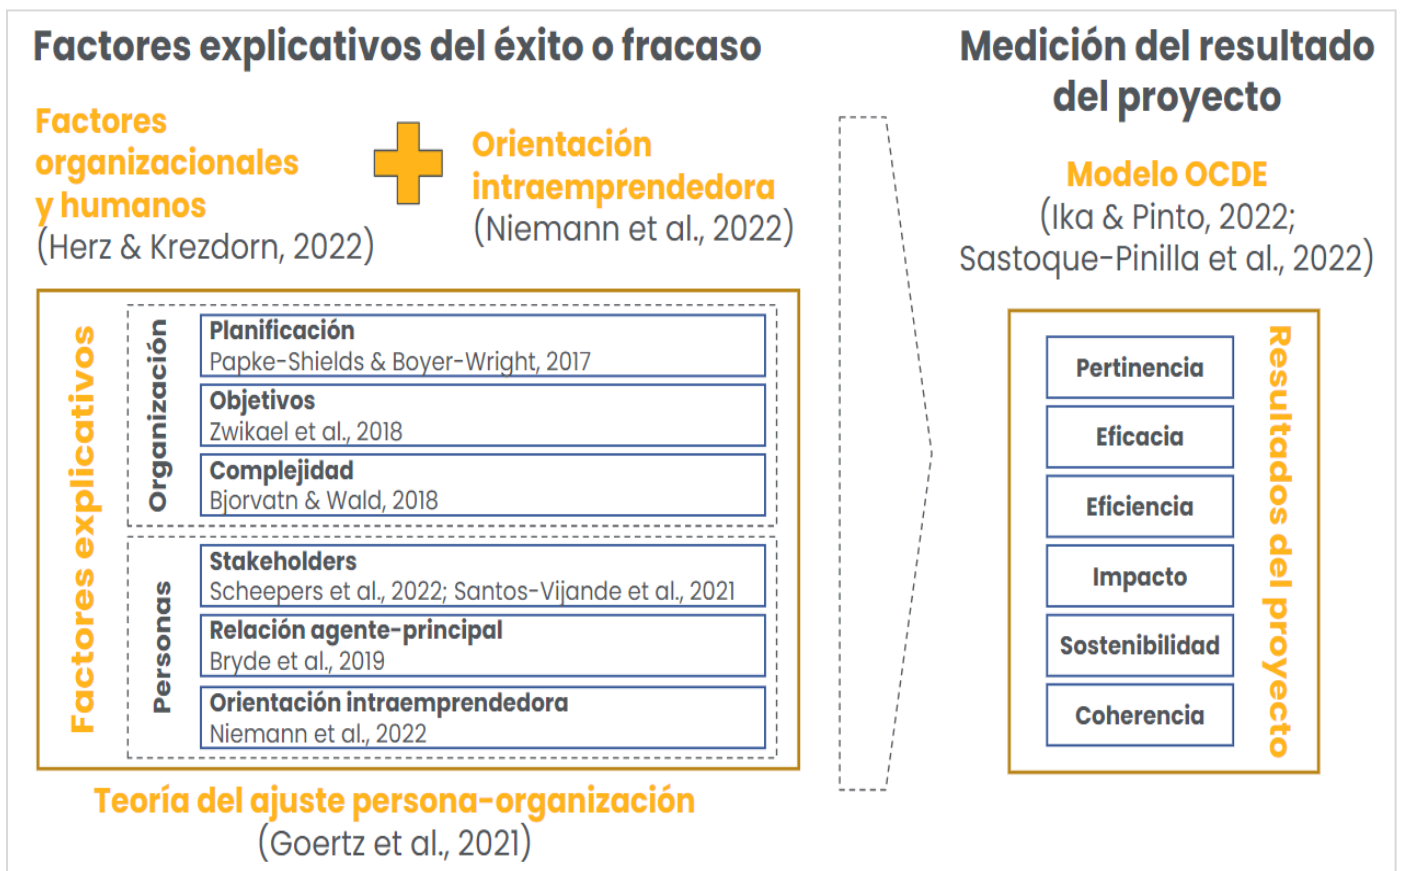 Factores explicativos del éxito o fracaso
Factores
organizacionales
y humanos
(Herz & Krezdorn, 2022)
Orientación
intraemprendedora
(Niemann et al., 2022)
Factores explicativos
Organización
Planificación
Papke-Shields & Boyer-Wright, 2017
Objetivos
Zwikael et al., 2018
Complejidad
Bjorvatn & Wald, 2018
Personas
Stakeholders
Scheepers et al., 2022; Santos-Vijande et al., 2021
Relación agente-principal
Bryde et al., 2019
Orientación intraemprendedora
Niemann et al., 2022
Teoría del ajuste persona-organización
(Goertz et al., 2021)
Medición del resultado
del proyecto
Modelo OCDE
(Ika & Pinto, 2022;
Sastoque-Pinilla et al., 2022)
Pertinencia
Eficacia
Eficiencia
Impacto
Sostenibilidad
Coherencia
Resultados del proyecto